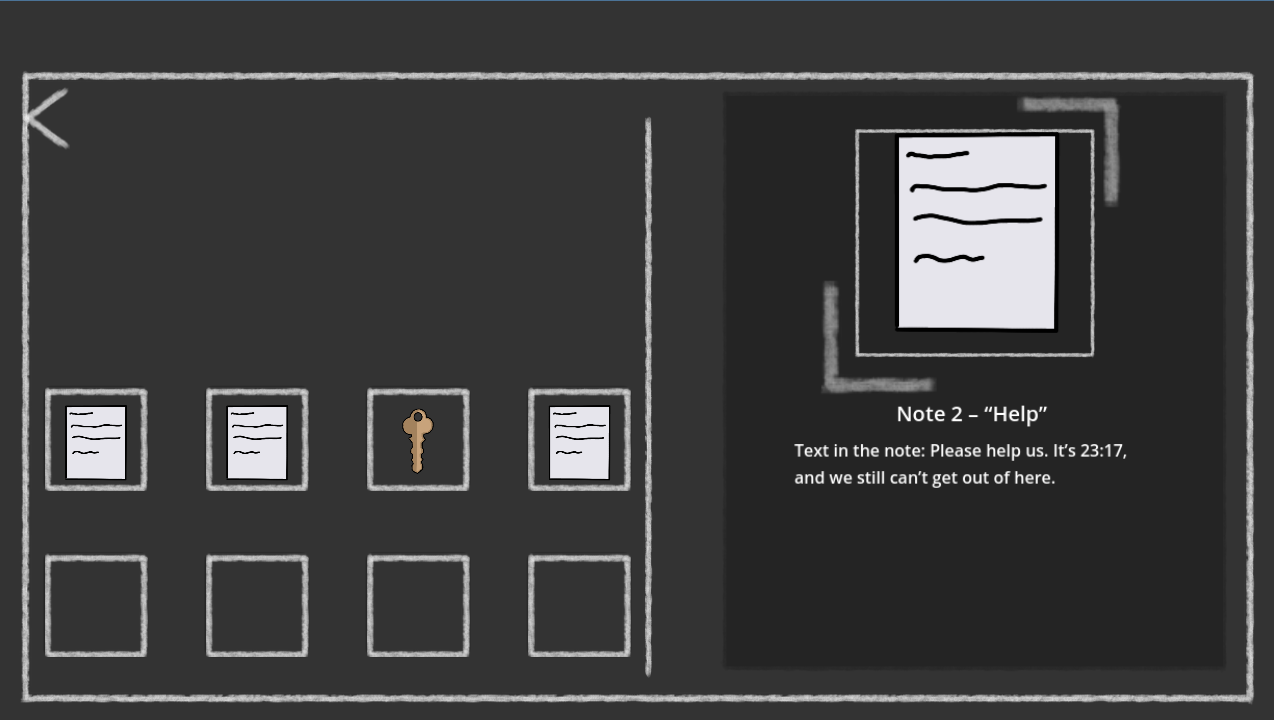 Note 2 – “Help”
Text in the note: Please help us. It’s 23:17,
and we still can’t get out of here.